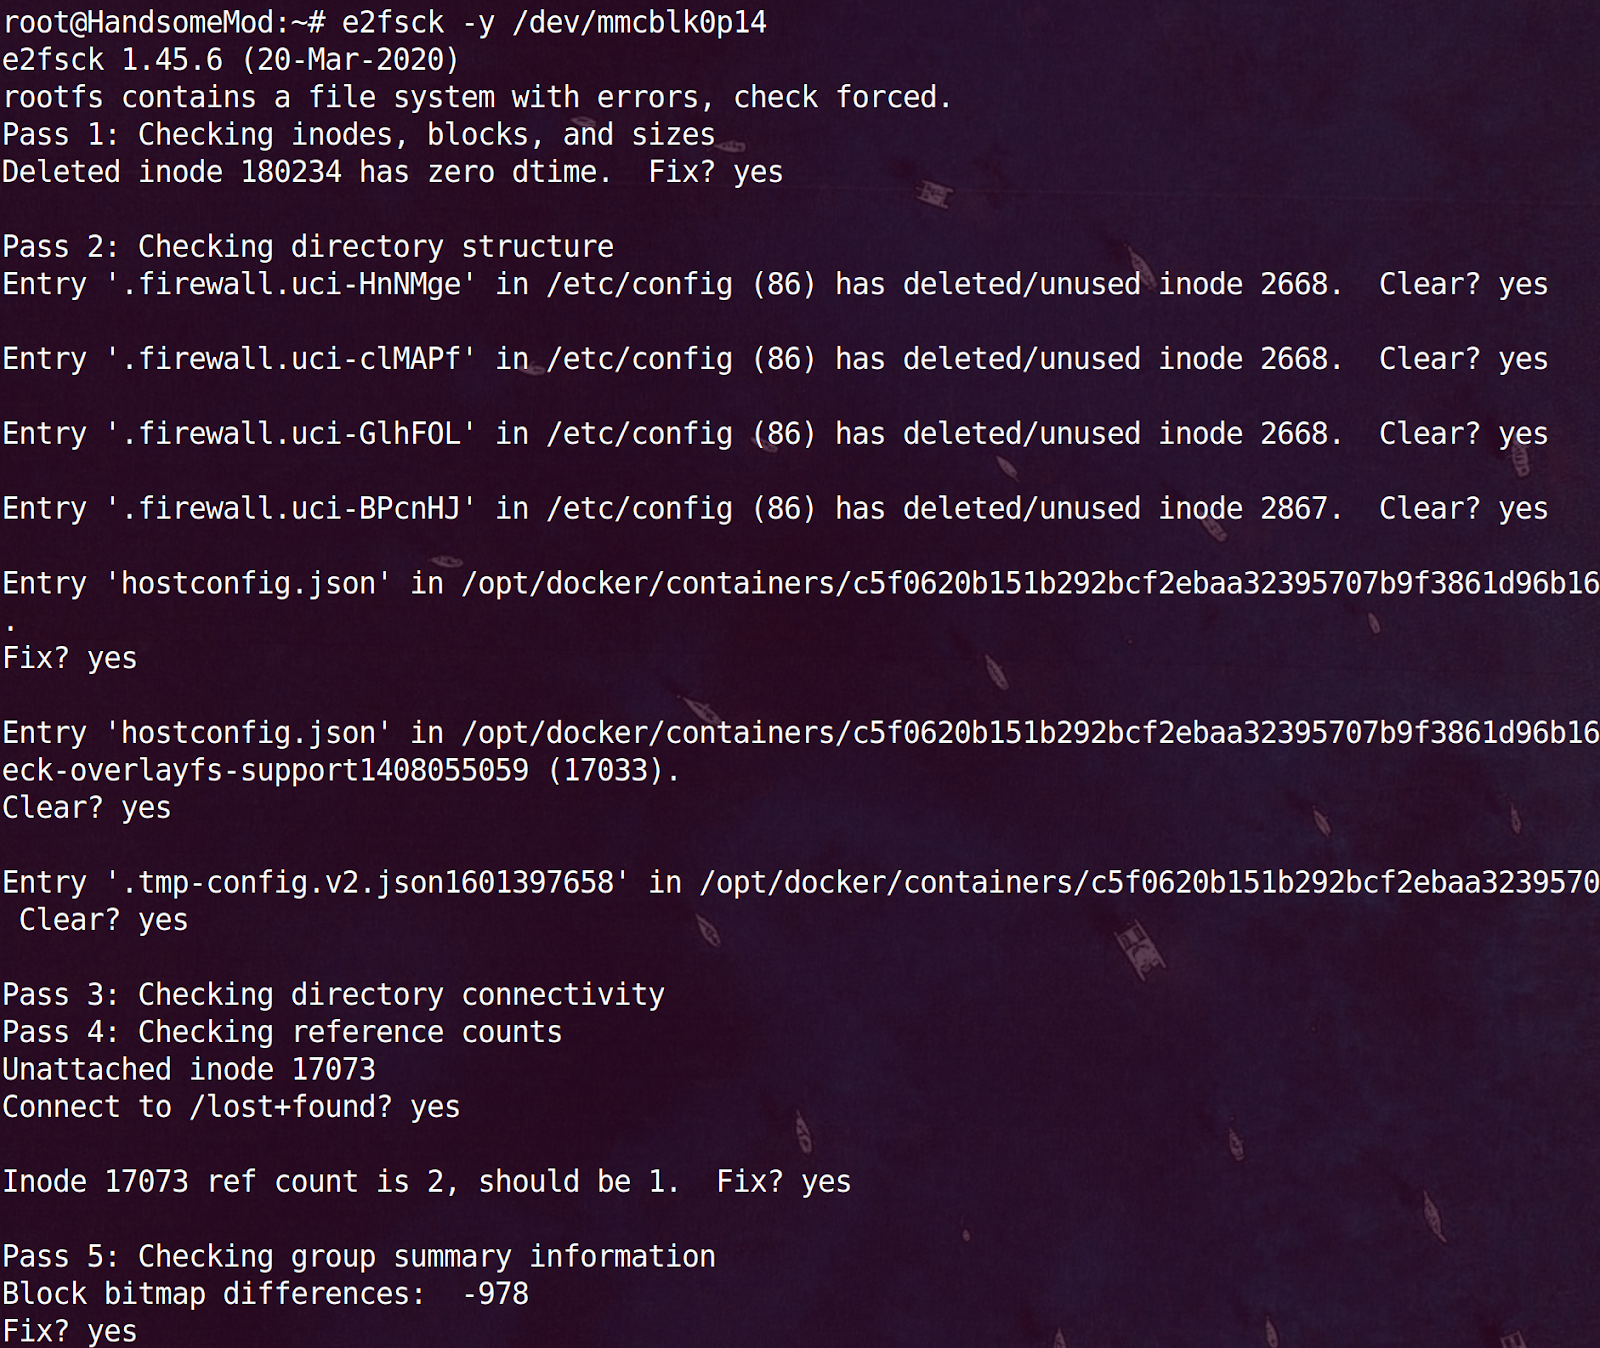 root@HandsomeMod:~# e2fsck -y /dev/mmcblk0p14
e2fsck 1.45.6 (20-Mar-2020)
rootfs contains a file system with errors, check forced.
Pass 1: Checking inodes, blocks, and sizes
Deleted inode 180234 has zero dtime.  Fix? yes
Pass 2: Checking directory structure
Entry '.firewall.uci-HnNMge' in /etc/config (86) has deleted/unused inode 2668.  Clear? yes
Entry '.firewall.uci-clMAPf' in /etc/config (86) has deleted/unused inode 2668.  Clear? yes
Entry '.firewall.uci-GlhFOL' in /etc/config (86) has deleted/unused inode 2668.  Clear? yes
Entry '.firewall.uci-BPcnHJ' in /etc/config (86) has deleted/unused inode 2867.  Clear? yes
Entry 'hostconfig.json' in /opt/docker/containers/c5f0620b151b292bcf2ebaa32395707b9f3861d96b16
.
Fix? yes
Entry 'hostconfig.json' in /opt/docker/containers/c5f0620b151b292bcf2ebaa32395707b9f3861d96b16
eck-overlayfs-support1408055059 (17033).
Clear? yes
Entry '.tmp-config.v2.json1601397658' in /opt/docker/containers/c5f0620b151b292bcf2ebaa3239570
Clear? yes
Pass 3: Checking directory connectivity
Pass 4: Checking reference counts
Unattached inode 17073
Connect to /lost+found? yes
Inode 17073 ref count is 2, should be 1.  Fix? yes
Pass 5: Checking group summary information
Block bitmap differences:  -978
Fix? yes